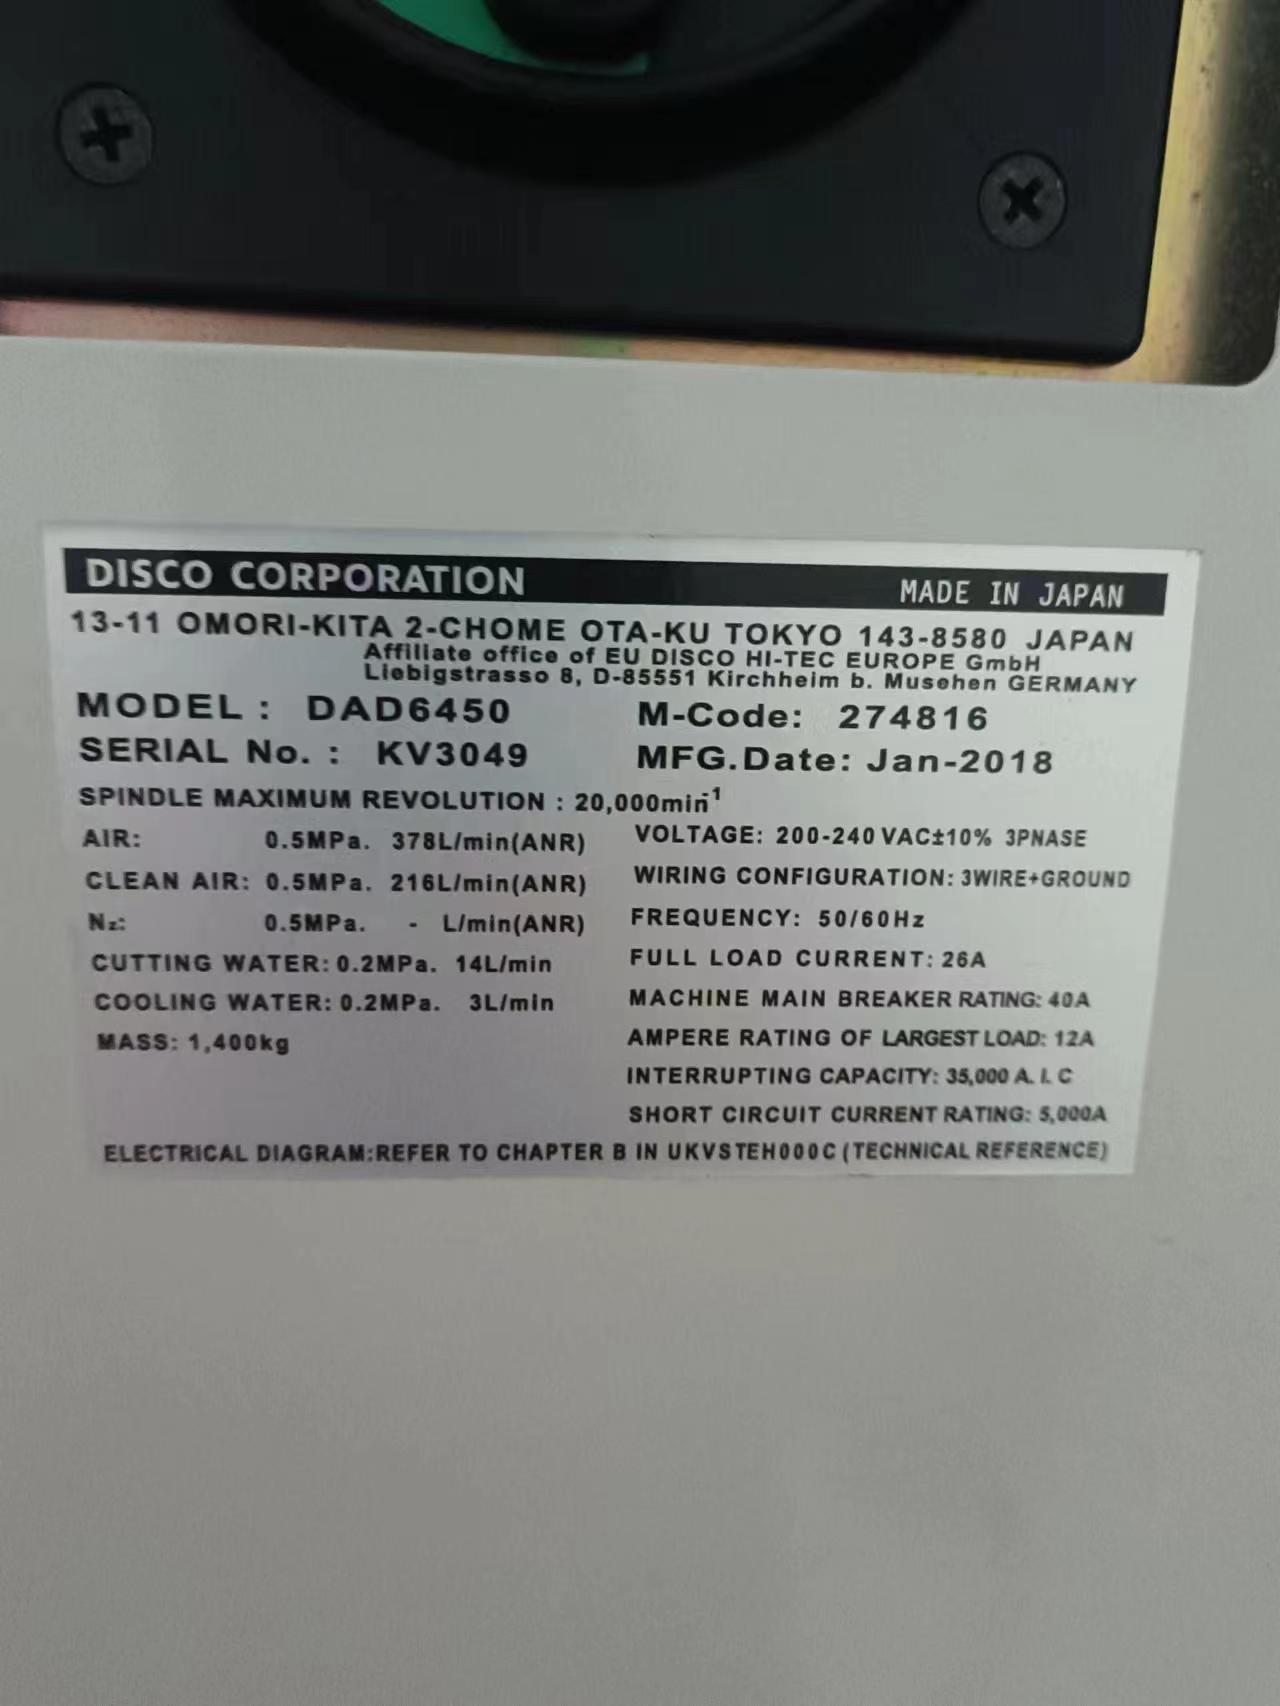 DISCO CORPORATION MADE IN JAPAN
13-11 OMORI-KITA 2-CHOME OTA-KU TOKYO 143-8580 JAPAN
Affiliate office of EU DISCO HI-TEC EUROPE GmbH
Liebigstrasso 8, D-85551 Kirchheim b. Musehen GERMANY
MODEL : DAD6450 M-Code: 274816
SERIAL No. : KV3049 MFG.Date: Jan-2018
SPINDLE MAXIMUM REVOLUTION : 20,000min⁻¹
AIR: 0.5MPa. 378L/min(ANR) VOLTAGE: 200-240 VAC±10% 3PNASE
CLEAN AIR: 0.5MPa. 216L/min(ANR) WIRING CONFIGURATION: 3WIRE+GROUND
N₂: 0.5MPa. - L/min(ANR) FREQUENCY: 50/60Hz
CUTTING WATER: 0.2MPa. 14L/min FULL LOAD CURRENT: 26A
COOLING WATER: 0.2MPa. 3L/min MACHINE MAIN BREAKER RATING: 40A
MASS: 1,400kg AMPERE RATING OF LARGEST LOAD: 12A
INTERRUPTING CAPACITY: 35,000 A. I. C
SHORT CIRCUIT CURRENT RATING: 5,000A
ELECTRICAL DIAGRAM:REFER TO CHAPTER B IN UKVSTEH000C (TECHNICAL REFERENCE)